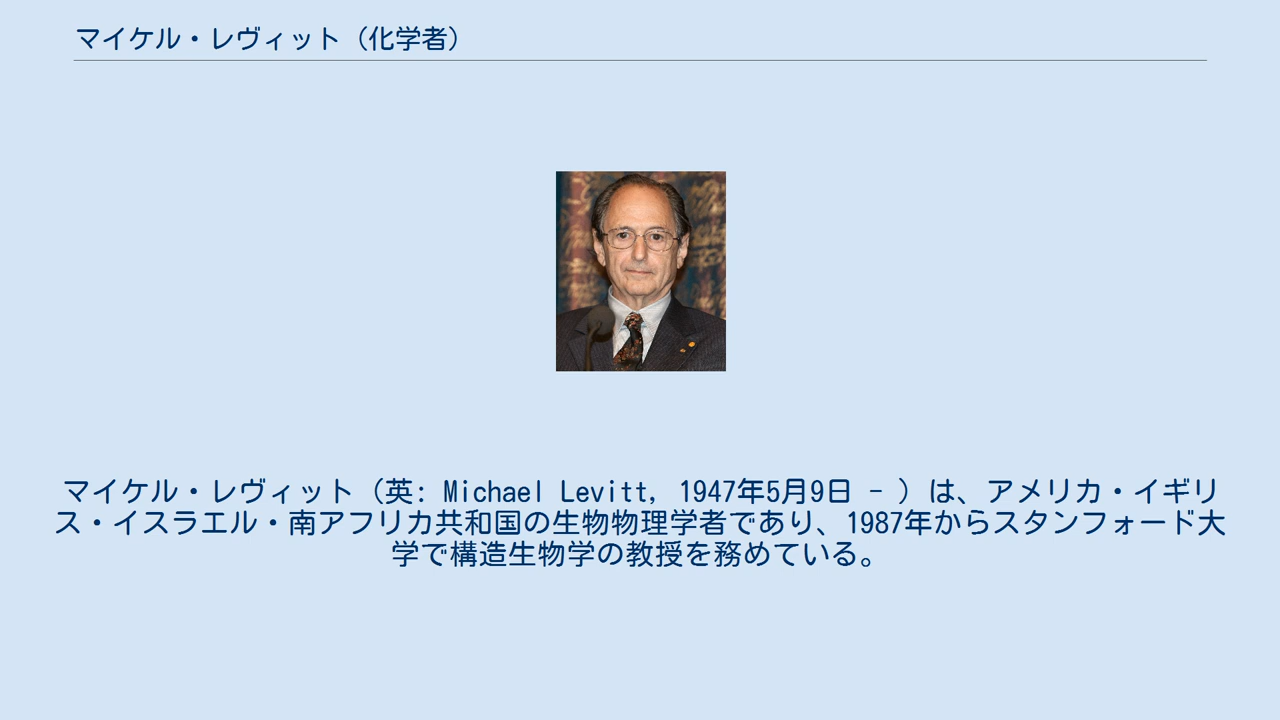 マイケル・レヴィット（化学者）
マイケル・レヴィット（英: Michael Levitt, 1947年5月9日 - ）は、アメリカ・イギリ
ス・イスラエル・南アフリカ共和国の生物物理学者であり、1987年からスタンフォード大
学で構造生物学の教授を務めている。